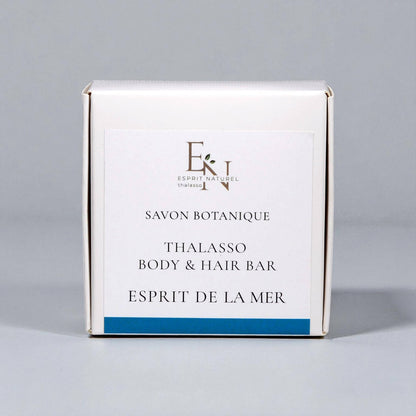 EN
ESPRIT NATUREL
thalasso
SAVON BOTANIQUE
THALASSO
BODY & HAIR BAR
ESPRIT DE LA MER